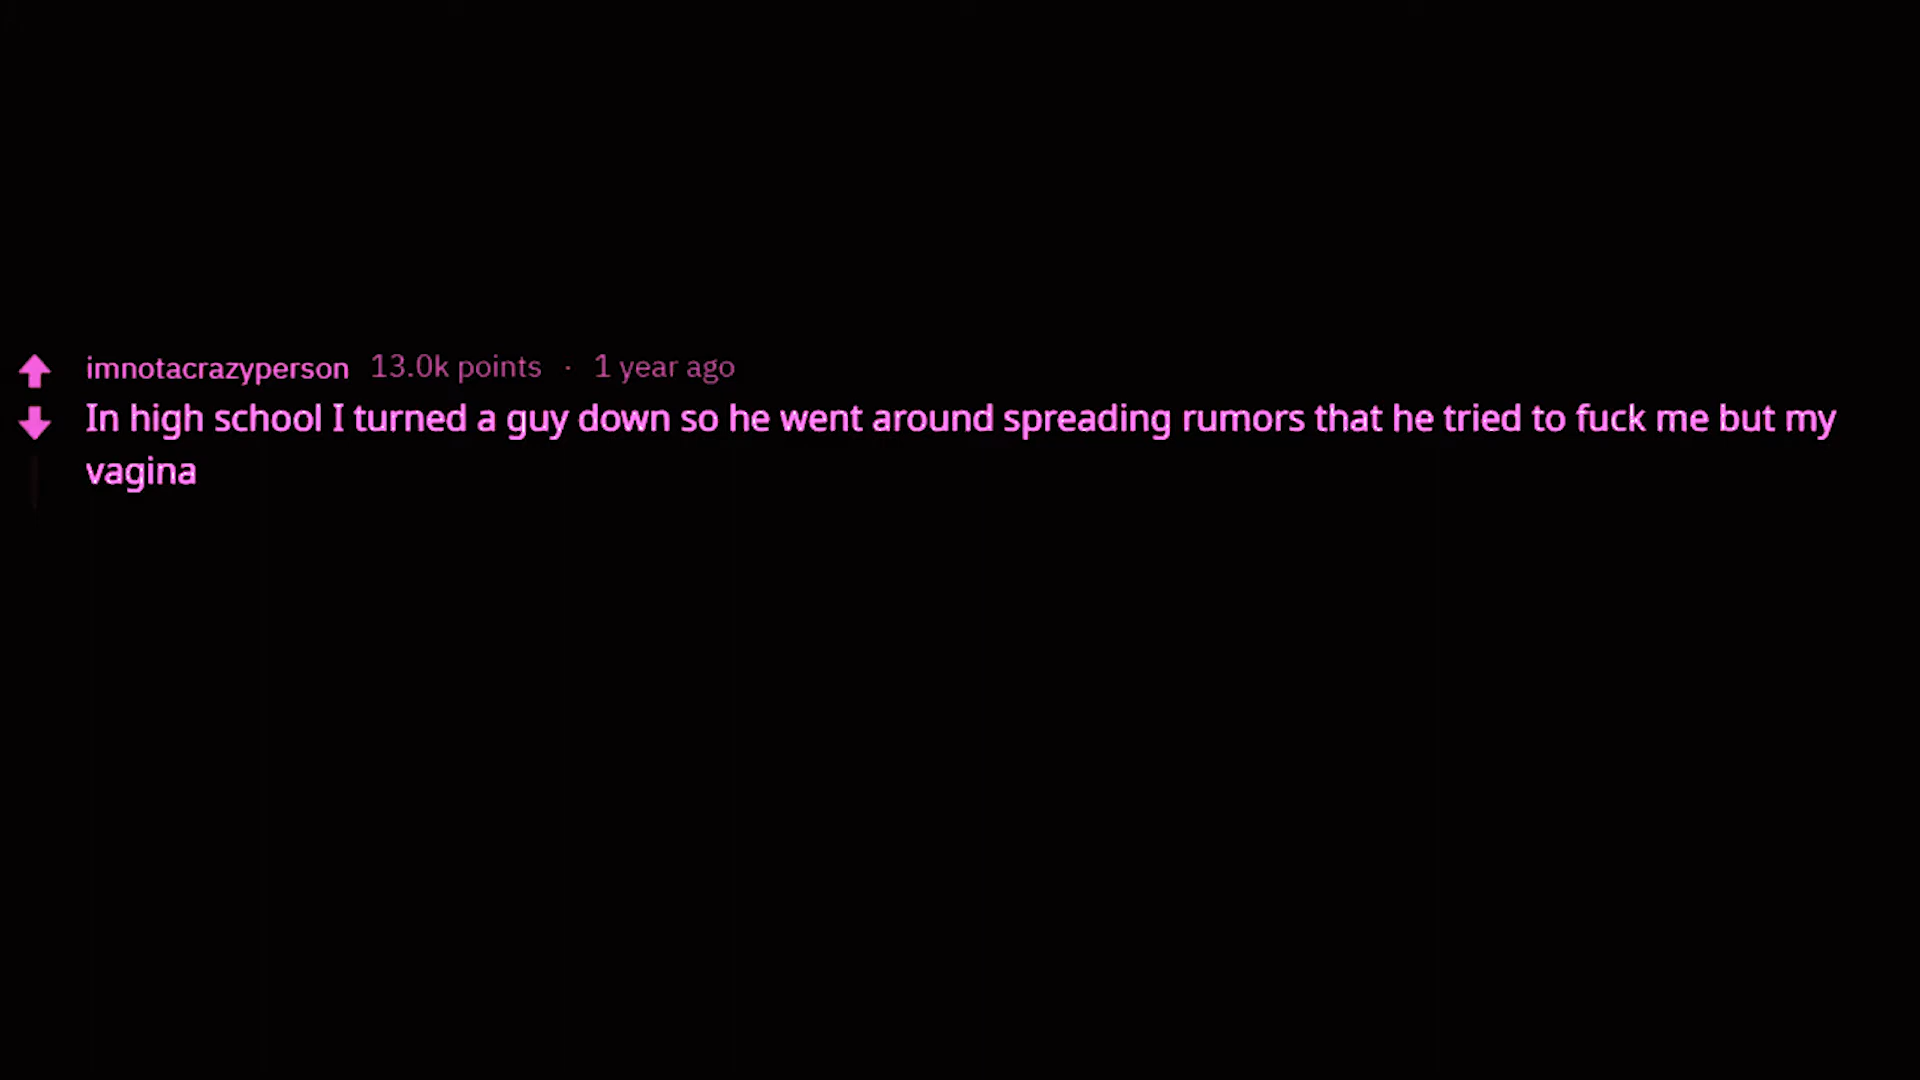 imnotacrazyperson 13.0k points · 1 year ago
In high school I turned a guy down so he went around spreading rumors that he tried to fuck me but my
vagina